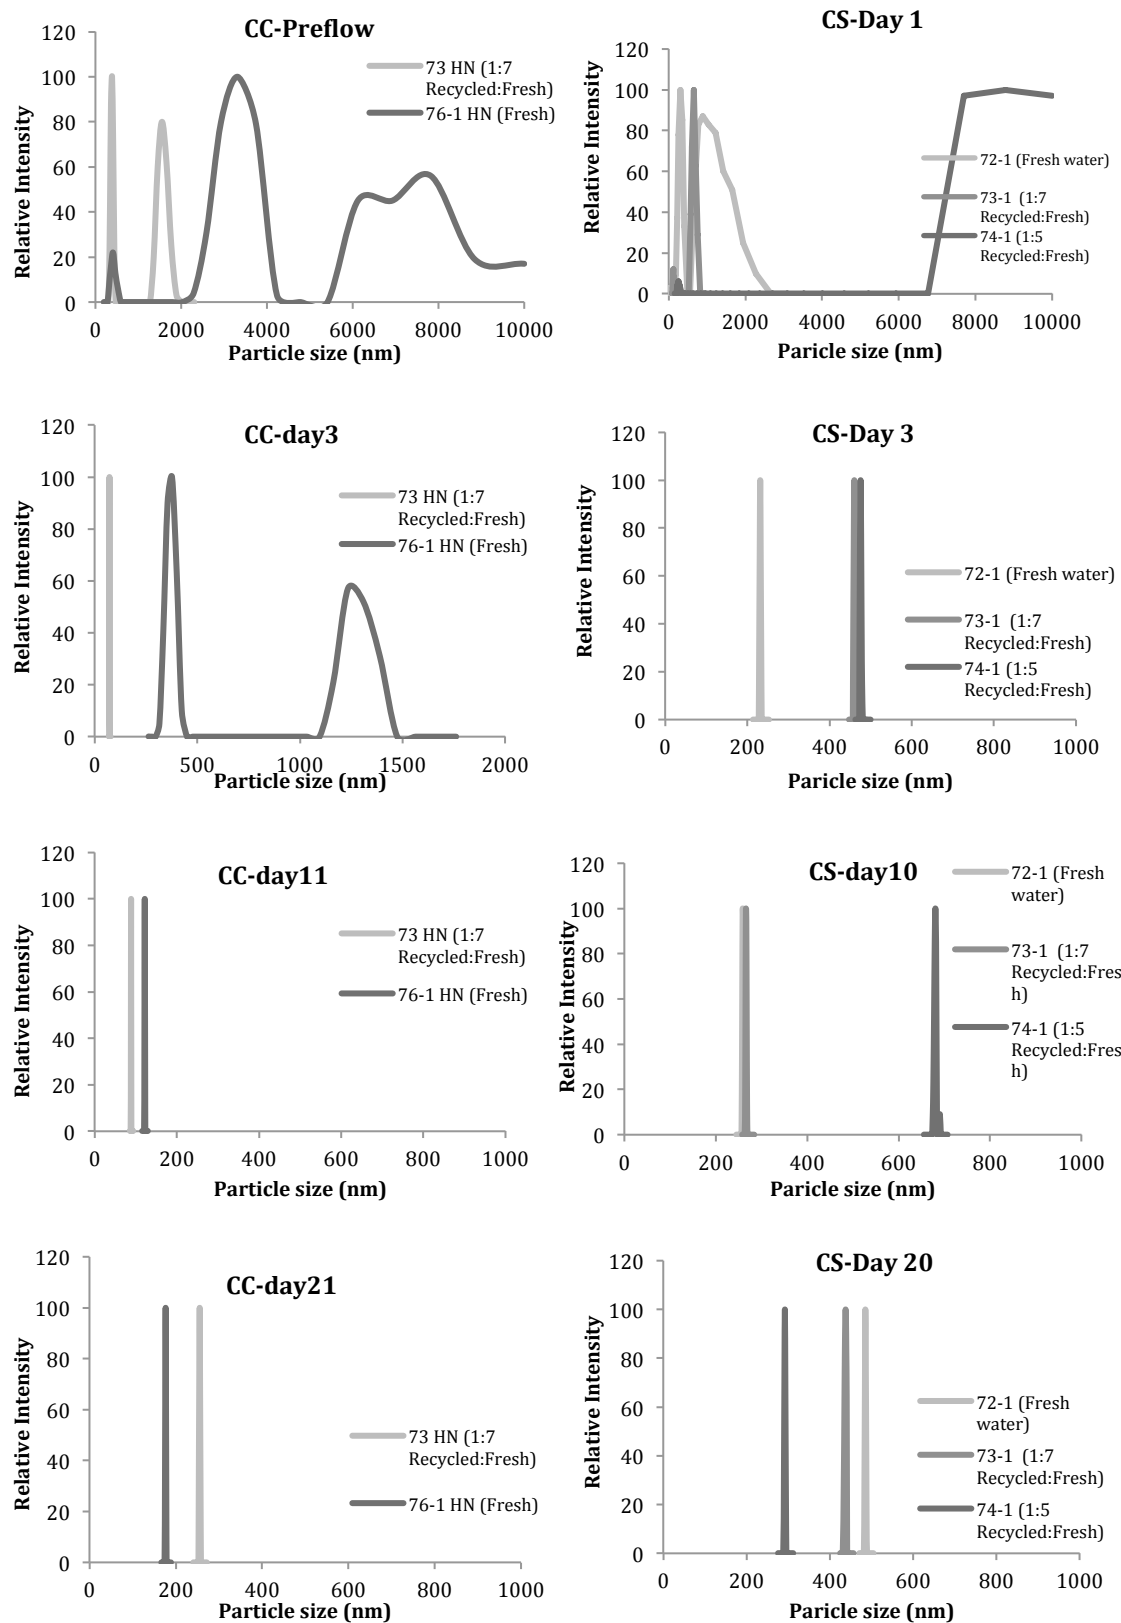 CC-Preflow
120
100
80
60
40
20
0
Relative Intensity
0 2000 4000 6000 8000 10000
Particle size (nm)
73 HN (1:7
Recycled:Fresh)
76-1 HN (Fresh)
CS-Day 1
120
100
80
60
40
20
0
Relative Intensity
0 2000 4000 6000 8000 10000
Paricle size (nm)
72-1 (Fresh water)
73-1 (1:7
Recycled:Fresh)
74-1 (1:5
Recycled:Fresh)
CC-day3
120
100
80
60
40
20
0
Relative Intensity
0 500 1000 1500 2000
Particle size (nm)
73 HN (1:7
Recycled:Fresh)
76-1 HN (Fresh)
CS-Day 3
120
100
80
60
40
20
0
Relative Intensity
0 200 400 600 800 1000
Paricle size (nm)
72-1 (Fresh water)
73-1 (1:7
Recycled:Fresh)
74-1 (1:5
Recycled:Fresh)
CC-day11
120
100
80
60
40
20
0
Relative Intensity
0 200 400 600 800 1000
Particle size (nm)
73 HN (1:7
Recycled:Fresh)
76-1 HN (Fresh)
CS-day10
120
100
80
60
40
20
0
Relative Intensity
0 200 400 600 800 1000
Paricle size (nm)
72-1 (Fresh
water)
73-1 (1:7
Recycled:Fres
h)
74-1 (1:5
Recycled:Fres
h)
CC-day21
120
100
80
60
40
20
0
Relative Intensity
0 200 400 600 800 1000
Particle size (nm)
73 HN (1:7
Recycled:Fresh)
76-1 HN (Fresh)
CS-Day 20
120
100
80
60
40
20
0
Relative Intensity
0 200 400 600 800 1000
Paricle size (nm)
72-1 (Fresh
water)
73-1 (1:7
Recycled:Fresh)
74-1 (1:5
Recycled:Fresh)